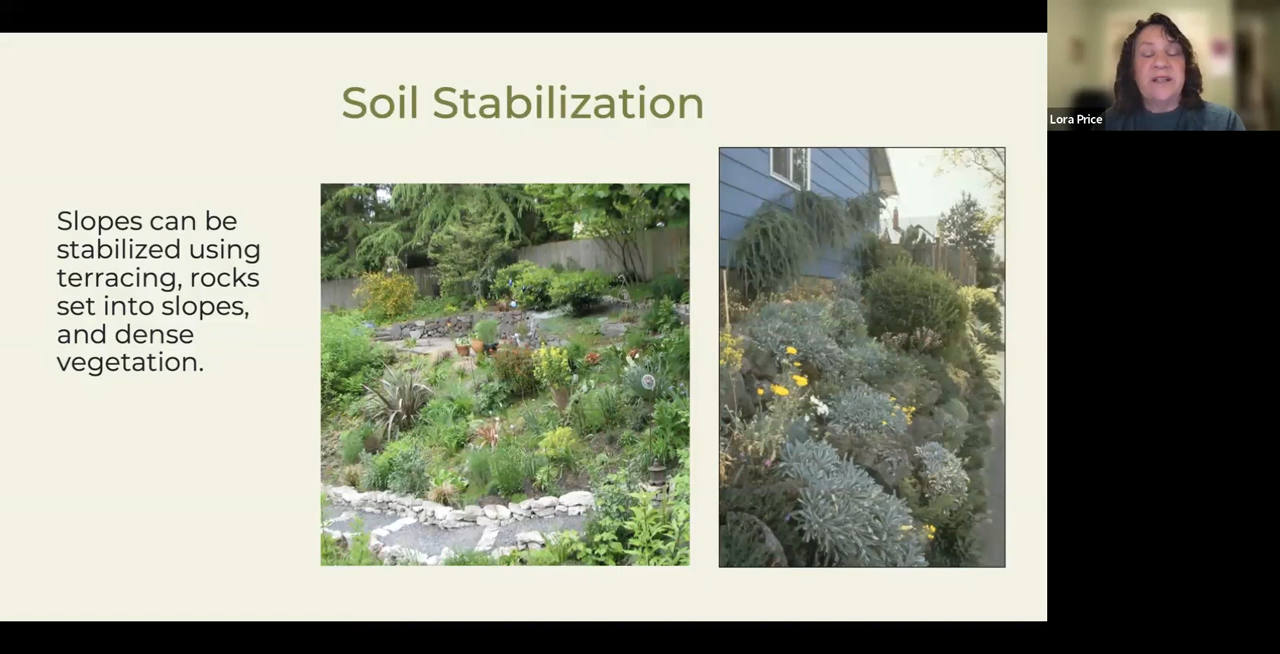 Soil Stabilization
Slopes can be
stabilized using
terracing, rocks
set into slopes,
and dense
vegetation.
Lora Price